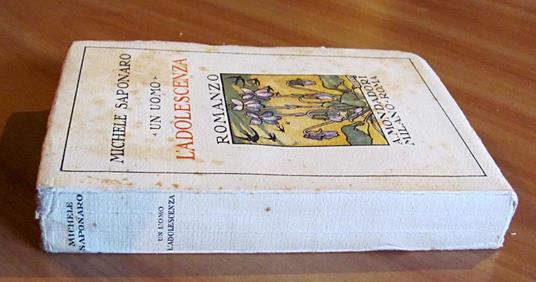 MICHELE SAPONARO
·UN UOMO·
L'ADOLESCENZA
ROMANZO
A. MONDADORI
MILANO·ROMA
MICHELE
SAPONARO
UN UOMO
L'ADOLESCENZA